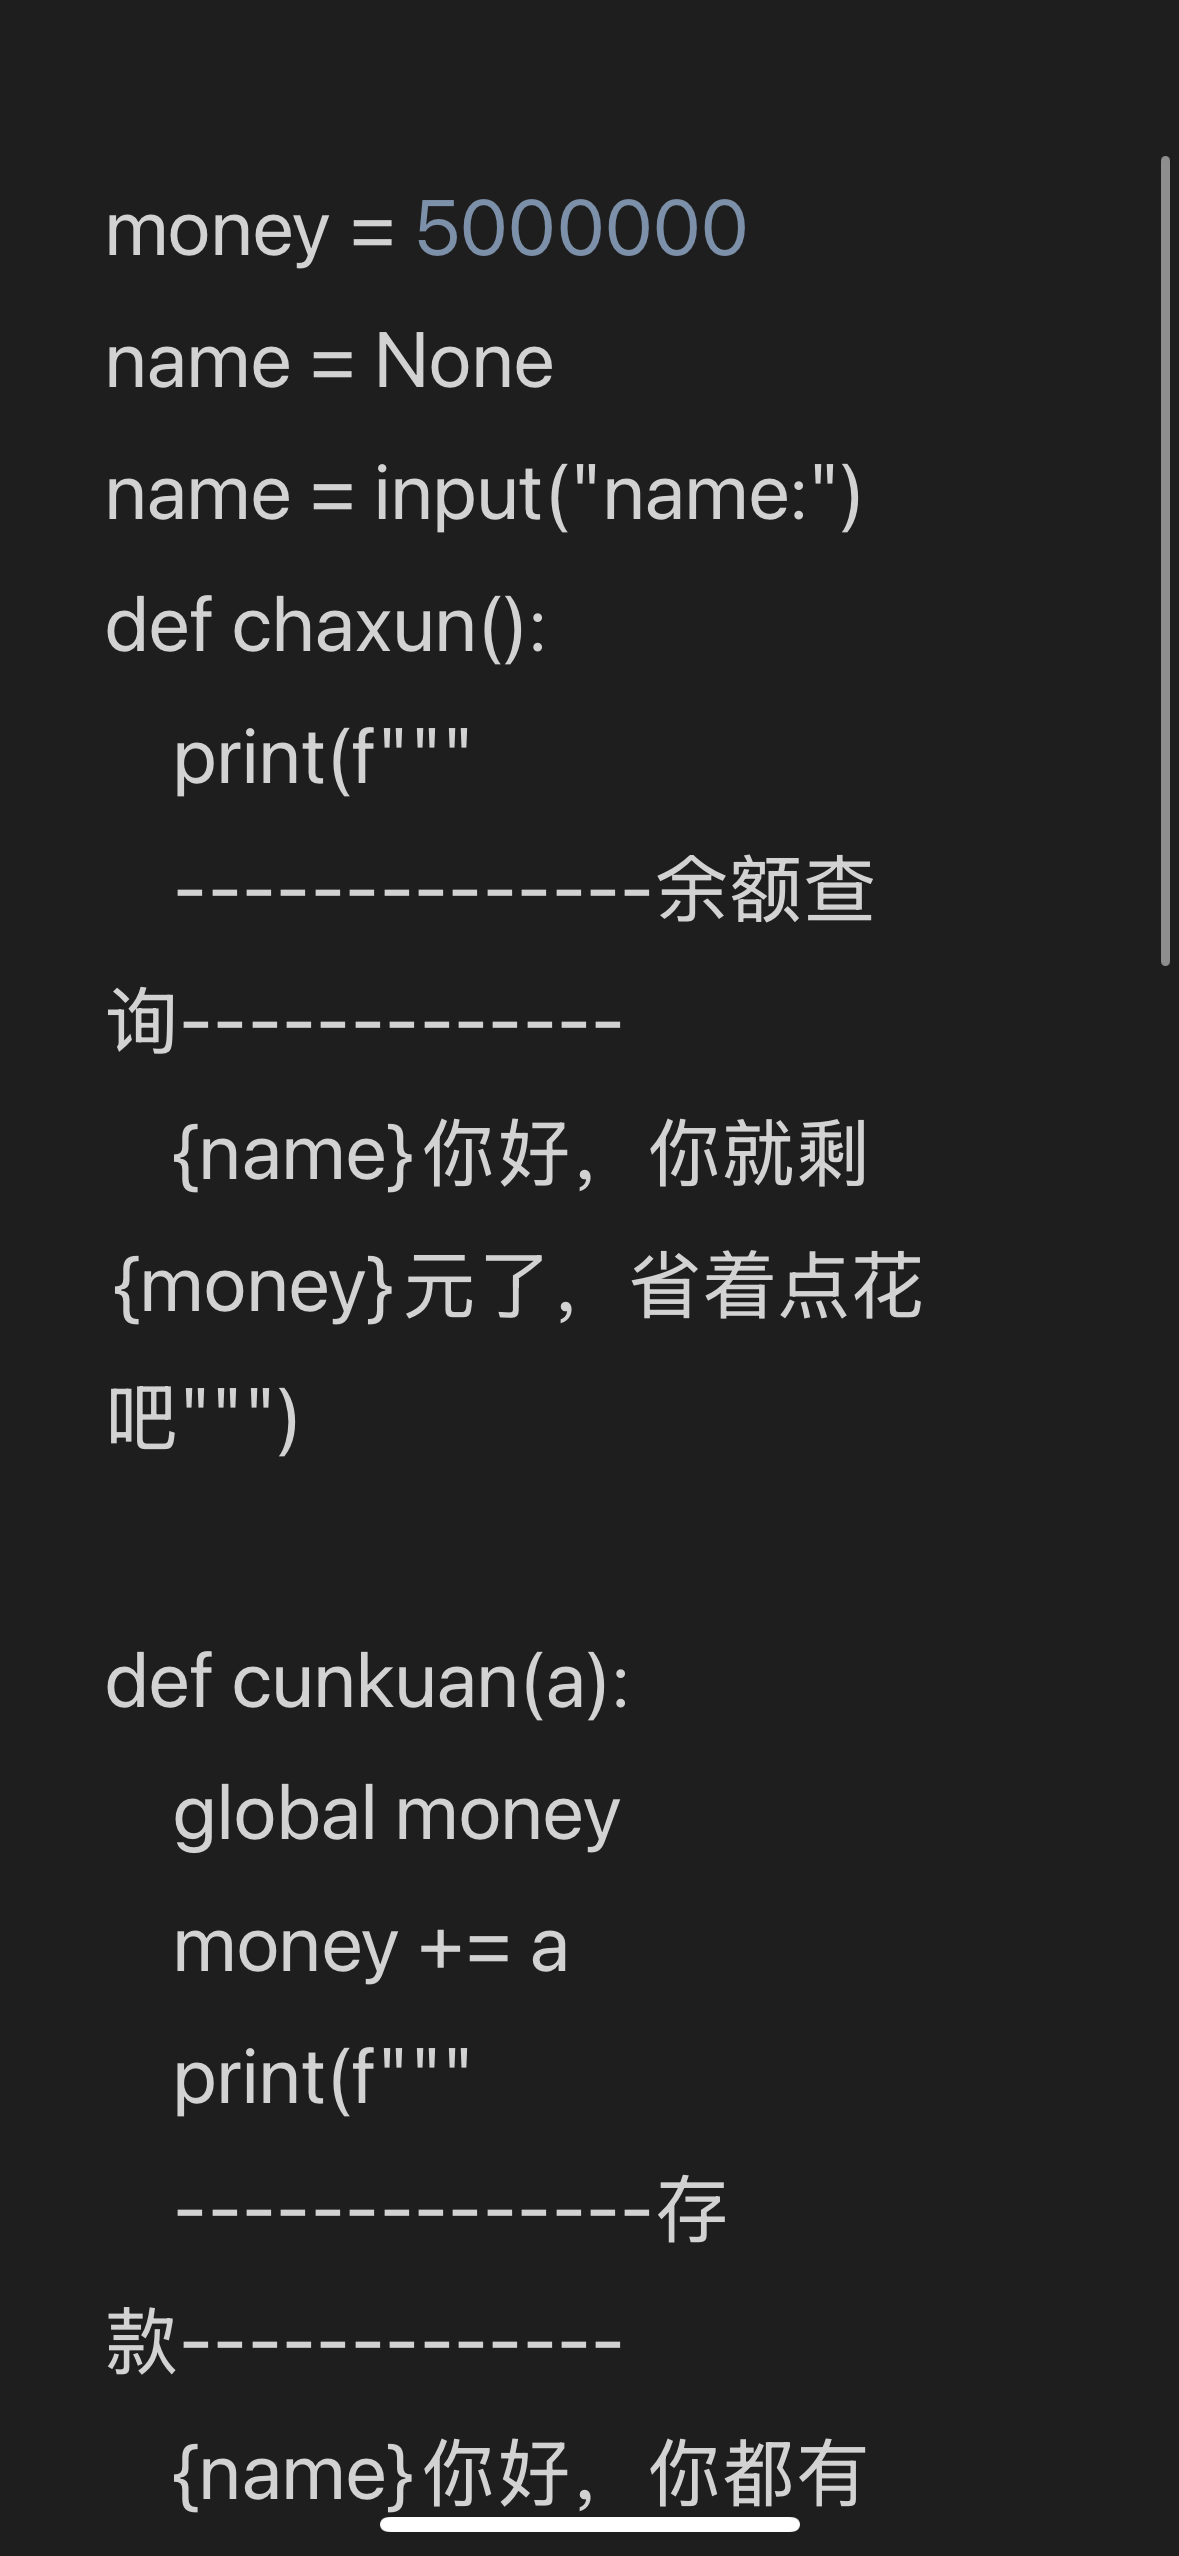 money = 5000000
name = None
name = input("name:")
def chaxun():
    print(f"""
    --------------余额查
询-------------
    {name}你好，你就剩
{money}元了，省着点花
吧""")

def cunkuan(a):
    global money
    money += a
    print(f"""
    --------------存
款-------------
    {name}你好，你都有